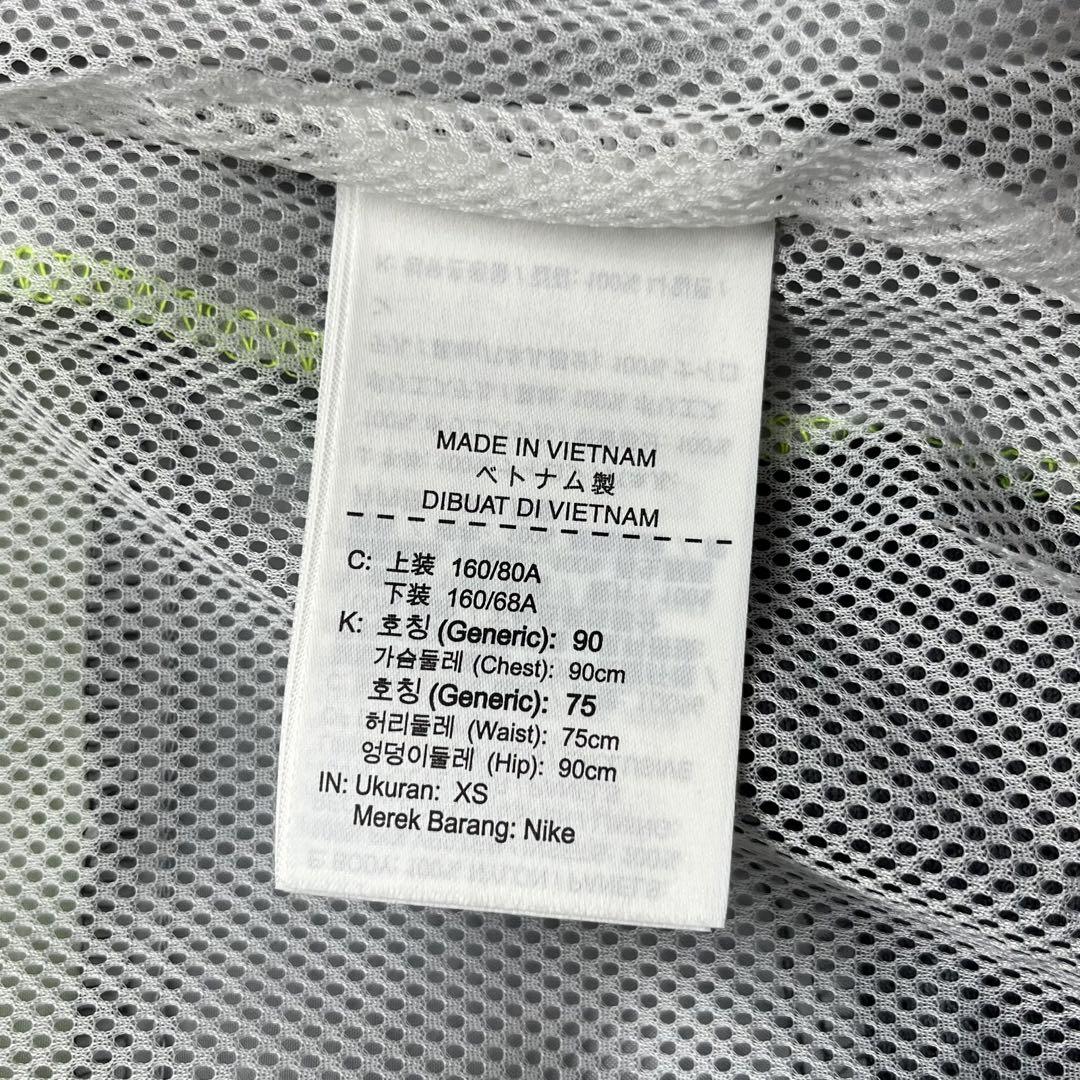 MADE IN VIETNAM
ベトナム製
DIBUAT DI VIETNAM
C: 上装 160/80A
下装 160/68A
K: 호칭 (Generic): 90
가슴둘레 (Chest): 90cm
호칭 (Generic): 75
허리둘레 (Waist): 75cm
엉덩이둘레 (Hip): 90cm
IN: Ukuran: XS
Merek Barang: Nike